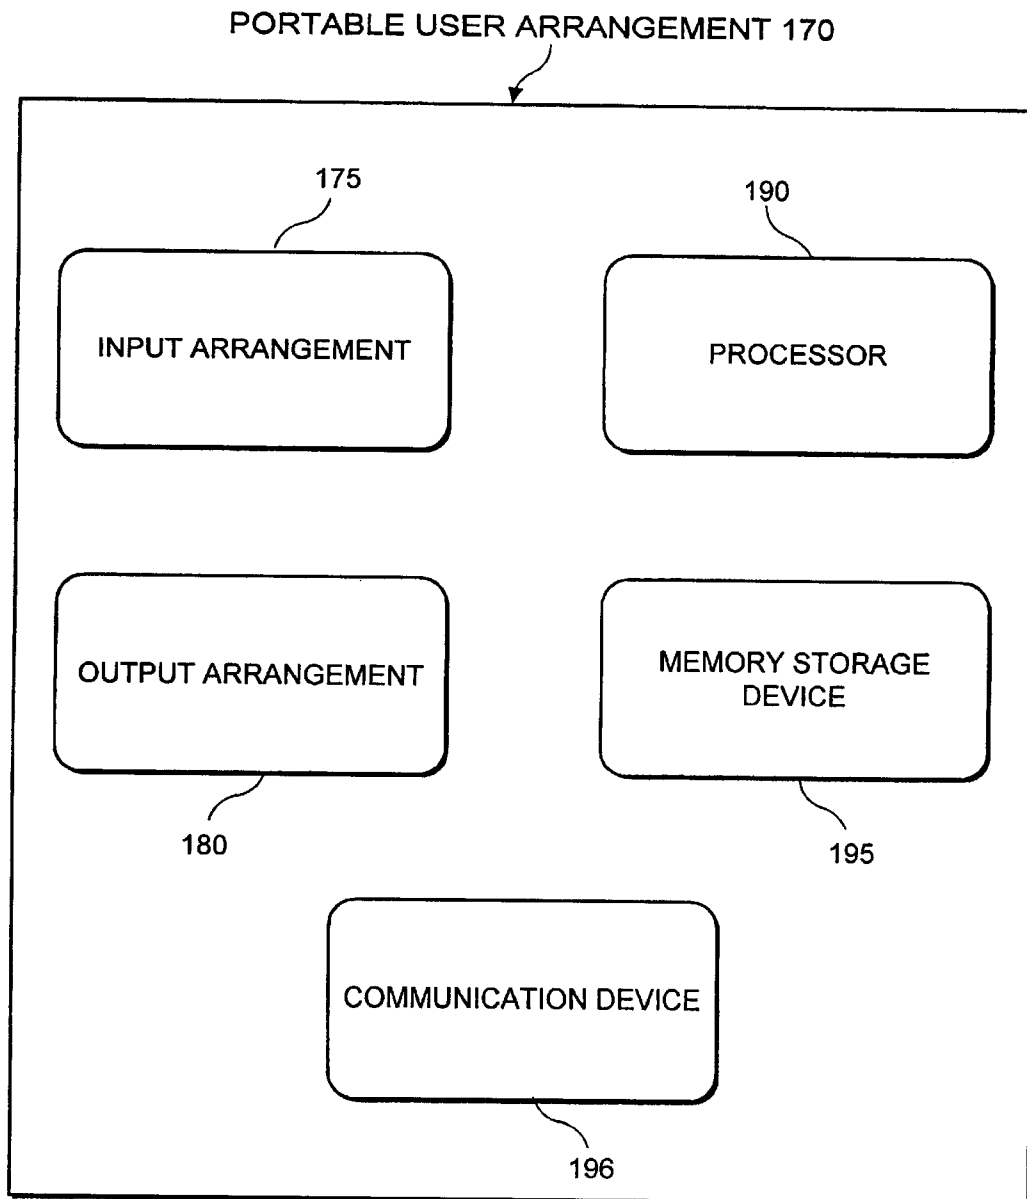 PORTABLE USER ARRANGEMENT 170
175
190
INPUT ARRANGEMENT
PROCESSOR
OUTPUT ARRANGEMENT
MEMORY STORAGE
DEVICE
180
195
COMMUNICATION DEVICE
196